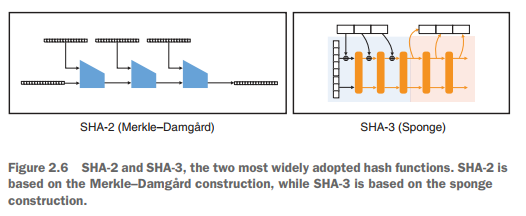 SHA-2 (Merkle–Damgård)
SHA-3 (Sponge)
Figure 2.6 SHA-2 and SHA-3, the two most widely adopted hash functions. SHA-2 is
based on the Merkle–Damgård construction, while SHA-3 is based on the sponge
construction.